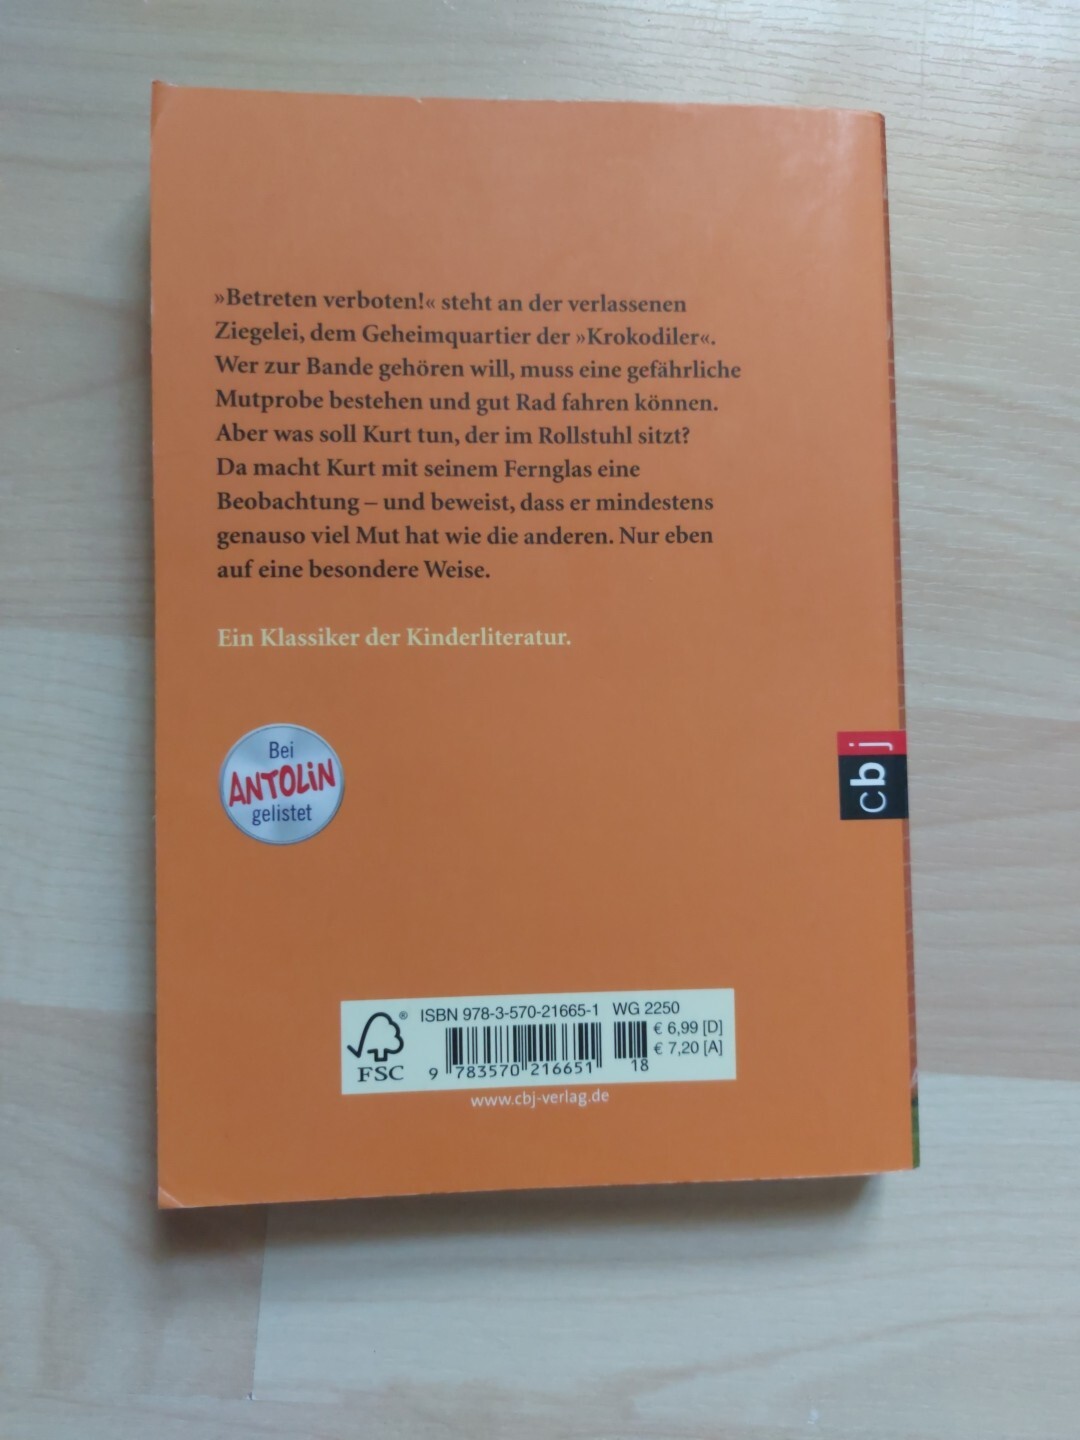 »Betreten verboten!« steht an der verlassenen
Ziegelei, dem Geheimquartier der »Krokodiler«.
Wer zur Bande gehören will, muss eine gefährliche
Mutprobe bestehen und gut Rad fahren können.
Aber was soll Kurt tun, der im Rollstuhl sitzt?
Da macht Kurt mit seinem Fernglas eine
Beobachtung – und beweist, dass er mindestens
genauso viel Mut hat wie die anderen. Nur eben
auf eine besondere Weise.
Ein Klassiker der Kinderliteratur.
Bei
ANTOLiN
gelistet
cbj
ISBN 978-3-570-21665-1 WG 2250
€ 6,99 [D]
€ 7,20 [A]
®
FSC
9 783570 216651 18
www.cbj-verlag.de